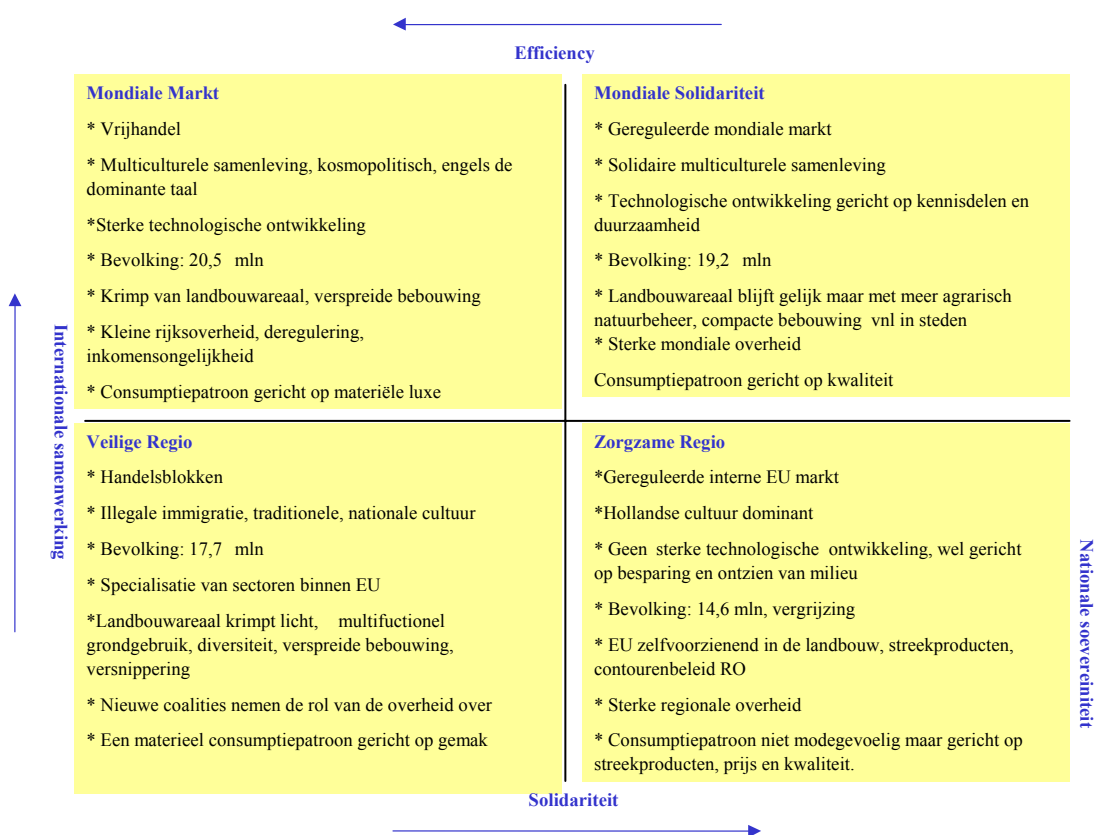 Efficiency
Mondiale Markt
* Vrijhandel
* Multiculturele samenleving, kosmopolitisch, engels de
dominante taal
*Sterke technologische ontwikkeling
* Bevolking: 20,5 mln
* Krimp van landbouwareaal, verspreide bebouwing
* Kleine rijksoverheid, deregulering,
inkomensongelijkheid
* Consumptiepatroon gericht op materiële luxe
Mondiale Solidariteit
* Gereguleerde mondiale markt
* Solidaire multiculturele samenleving
* Technologische ontwikkeling gericht op kennisdelen en
duurzaamheid
* Bevolking: 19,2 mln
* Landbouwareaal blijft gelijk maar met meer agrarisch
natuurbeheer, compacte bebouwing vnl in steden
* Sterke mondiale overheid
Consumptiepatroon gericht op kwaliteit
Internationale samenwerking
Veilige Regio
* Handelsblokken
* Illegale immigratie, traditionele, nationale cultuur
* Bevolking: 17,7 mln
* Specialisatie van sectoren binnen EU
*Landbouwareaal krimpt licht, multifuctionel
grondgebruik, diversiteit, verspreide bebouwing,
versnippering
* Nieuwe coalities nemen de rol van de overheid over
* Een materieel consumptiepatroon gericht op gemak
Zorgzame Regio
*Gereguleerde interne EU markt
*Hollandse cultuur dominant
* Geen sterke technologische ontwikkeling, wel gericht
op besparing en ontzien van milieu
* Bevolking: 14,6 mln, vergrijzing
* EU zelfvoorzienend in de landbouw, streekproducten,
contourenbeleid RO
* Sterke regionale overheid
* Consumptiepatroon niet modegevoelig maar gericht op
streekproducten, prijs en kwaliteit.
Nationale soevereiniteit
Solidariteit